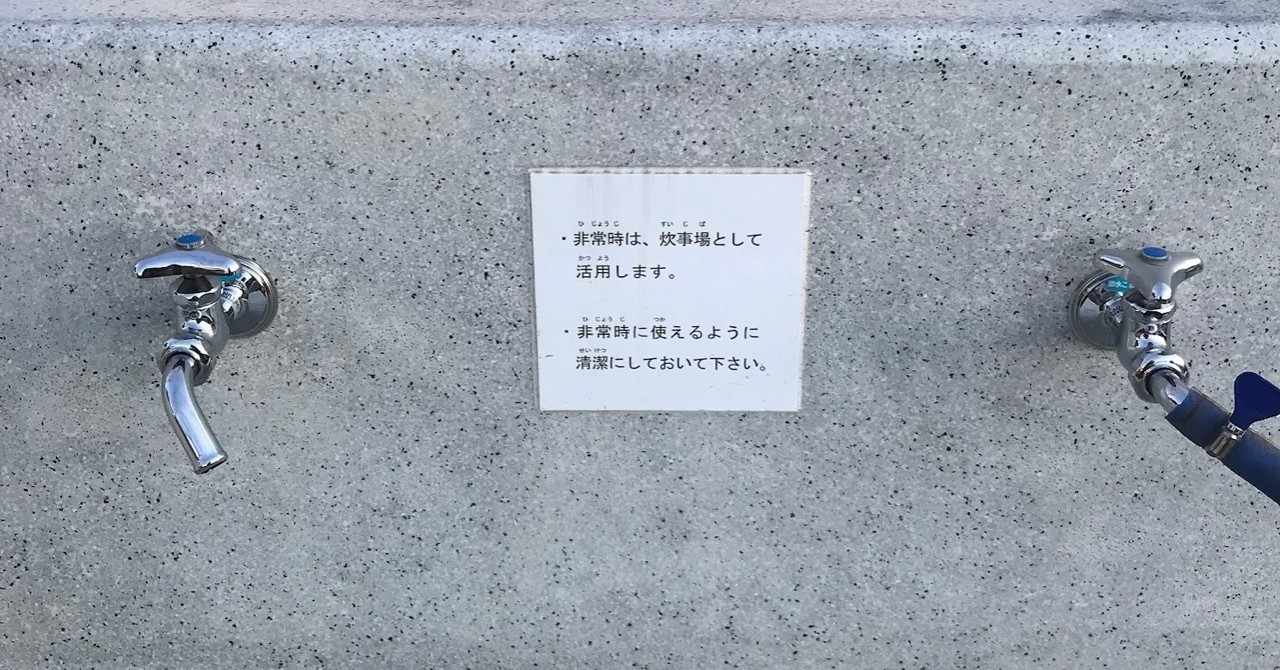 ・非常時は、炊事場として
活用します。
・非常時に使えるように
清潔にしておいて下さい。